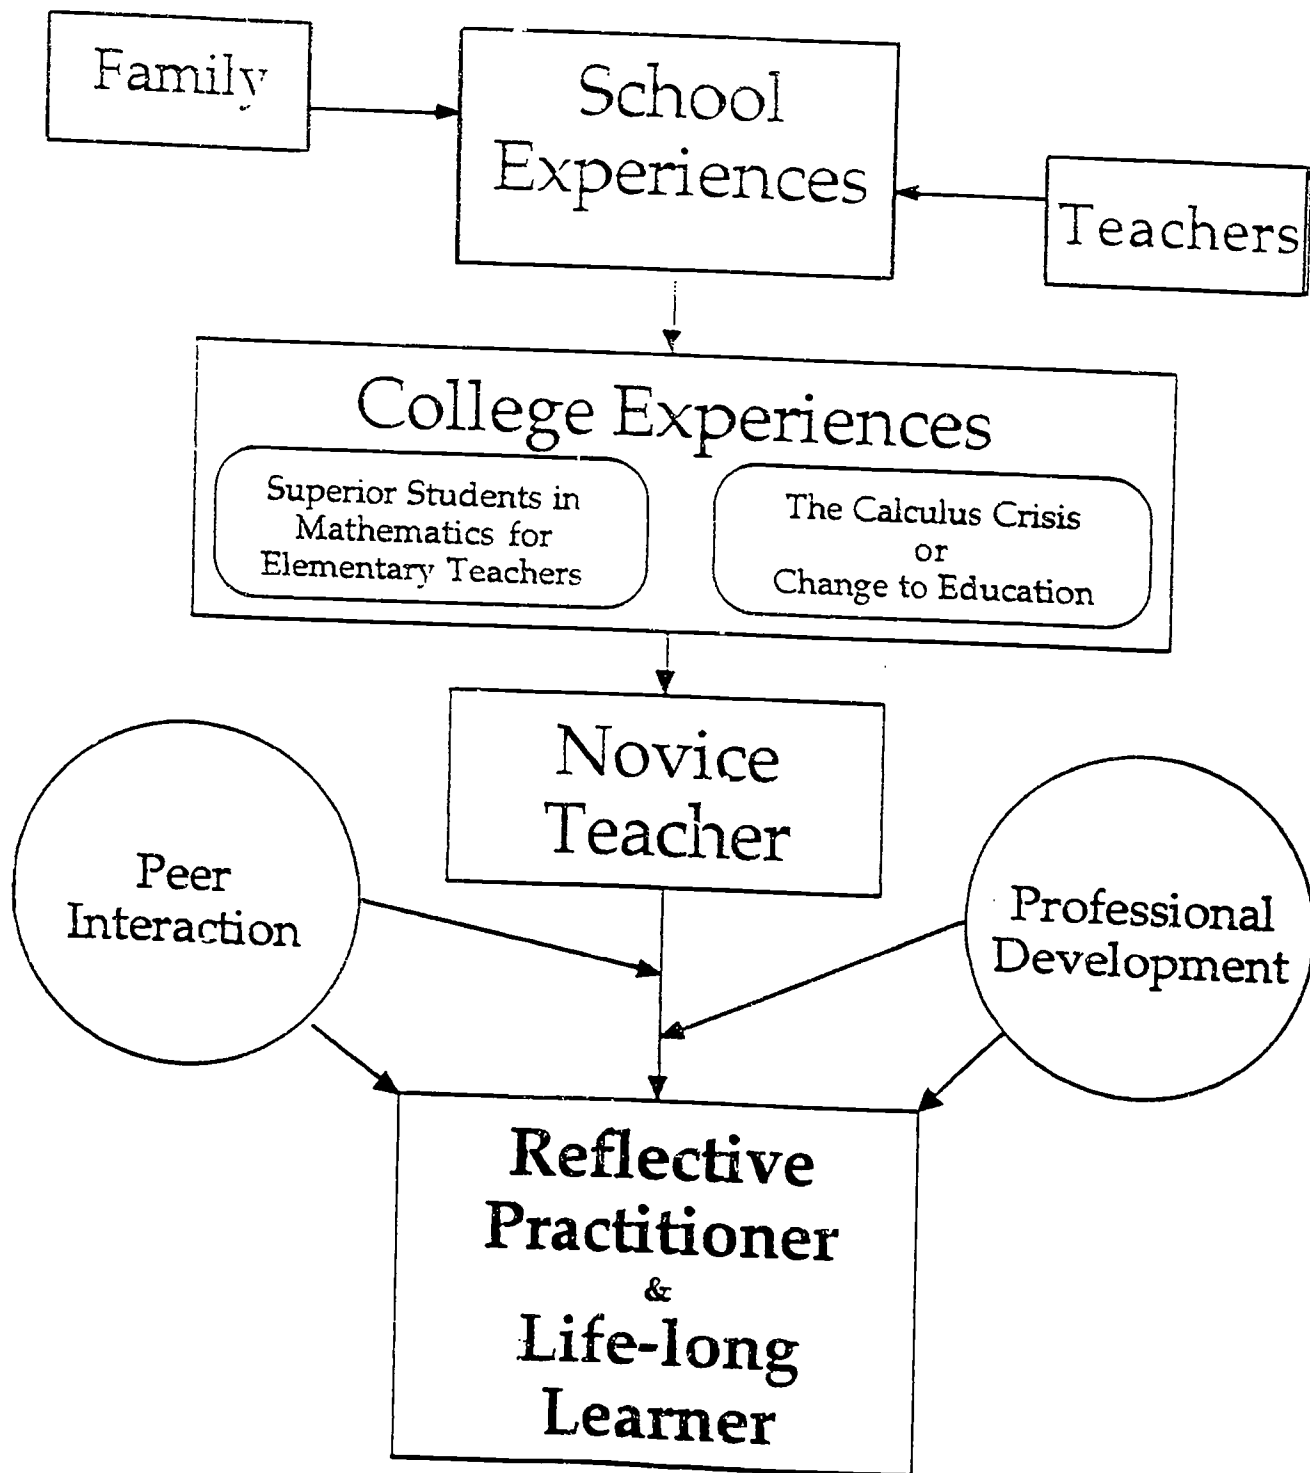 Family
School
Experiences
Teachers
College Experiences
Superior Students in
Mathematics for
Elementary Teachers
The Calculus Crisis
or
Change to Education
Novice
Teacher
Peer
Interaction
Professional
Development
Reflective
Practitioner
&
Life-long
Learner